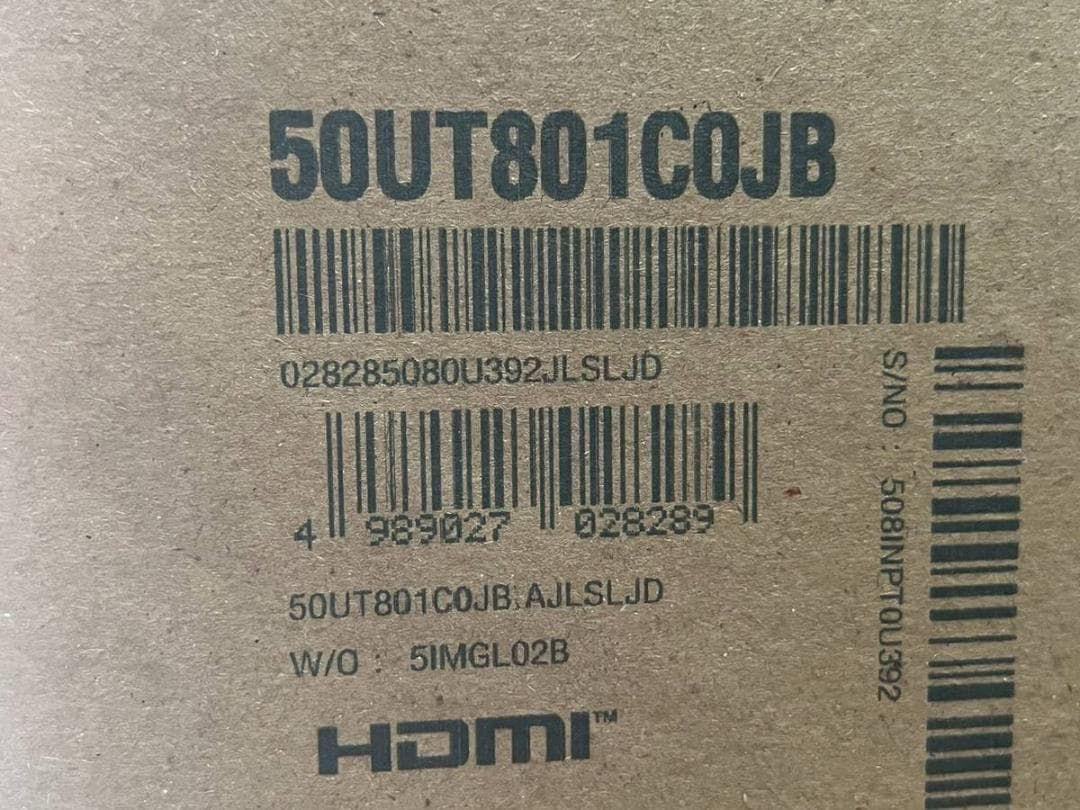 50UT801C0JB
028285080U392JLSLJD
4 989027 028289
50UT801C0JB.AJLSLJD
W/O : 5IMGL02B
HDMI™
S/NO : 508INPT0U392